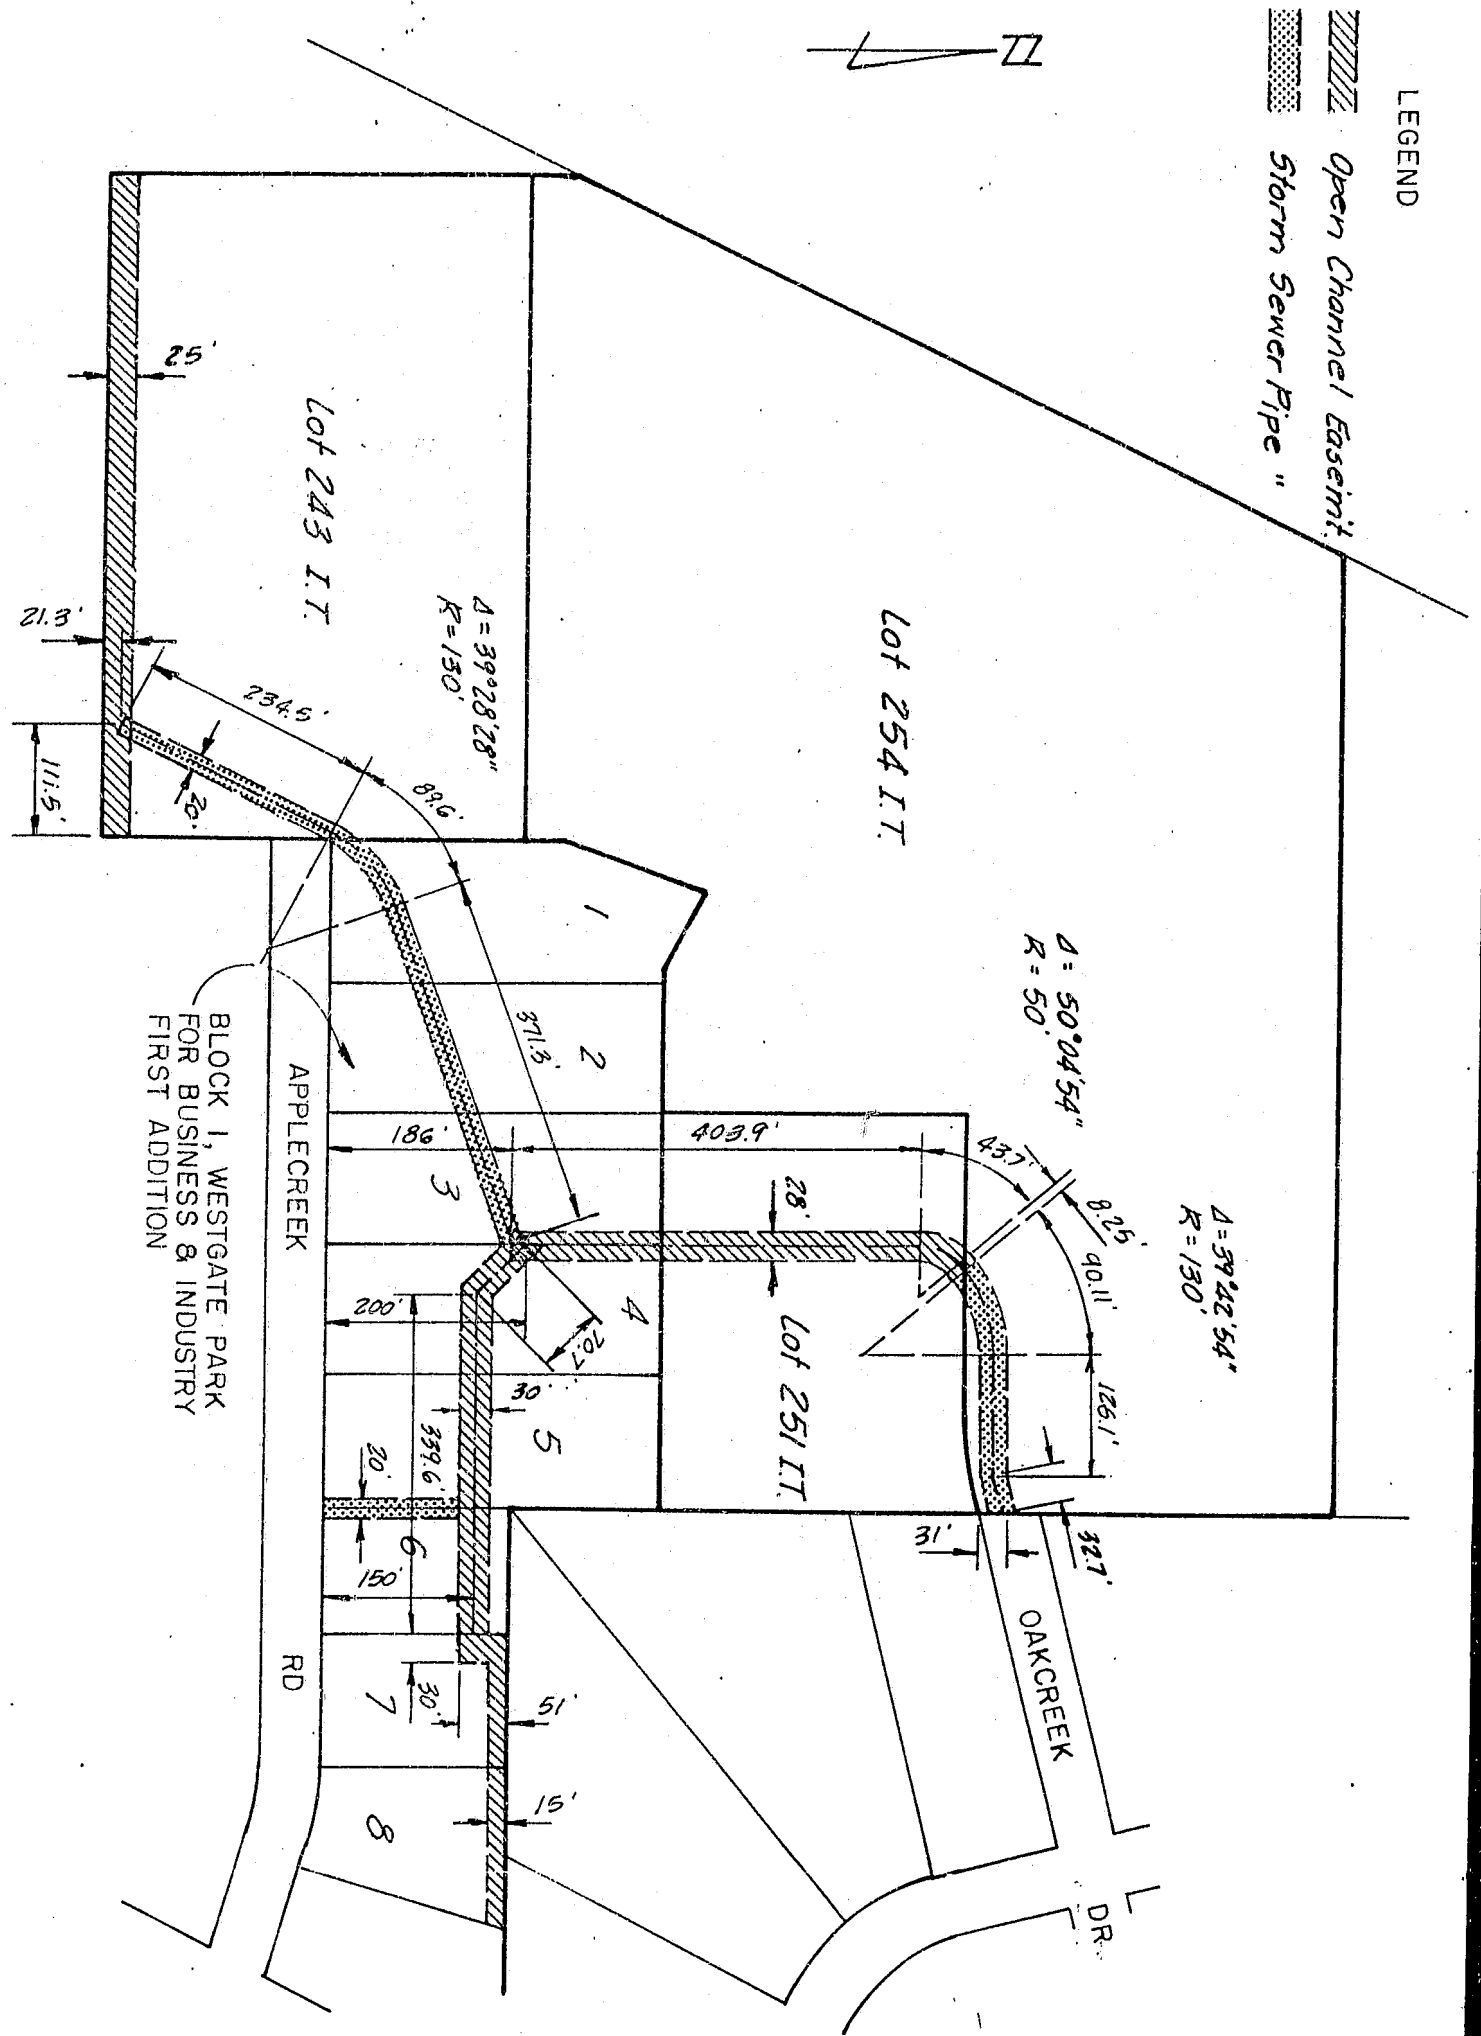 LEGEND
Open Channel Easm't.
Storm Sewer Pipe "
Lot 243 I.T.
Lot 254 I.T.
Lot 251 I.T.
25'
21.3'
111.5'
234.5'
20'
Δ = 39°28'28"
R = 130'
89.6'
371.3'
186'
403.9'
28'
Δ = 50°04'54"
R = 50'
43.7'
8.25'
90.11'
Δ = 39°42'54"
R = 130'
126.1'
32.7'
31'
1
2
3
4
5
6
7
8
70.7'
200'
30'
339.6'
20'
150'
30'
51'
15'
APPLECREEK
RD
BLOCK 1, WESTGATE PARK
FOR BUSINESS & INDUSTRY
FIRST ADDITION
OAKCREEK
DR.